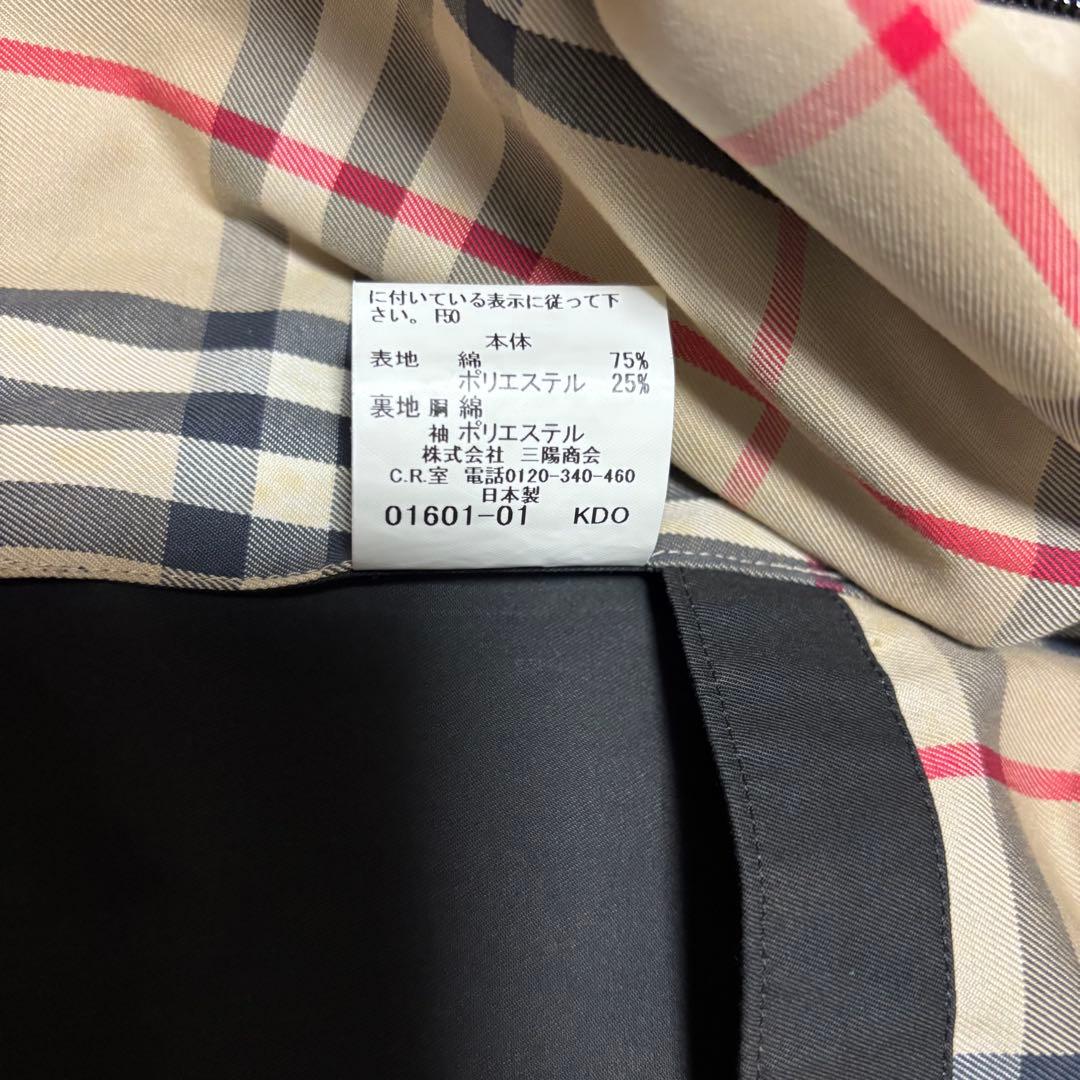 に付いている表示に従って下
さい。 F50
本体
表地 綿 75%
ポリエステル 25%
裏地 胴 綿
袖 ポリエステル
株式会社 三陽商会
C.R.室 電話0120-340-460
日本製
01601-01 KDO